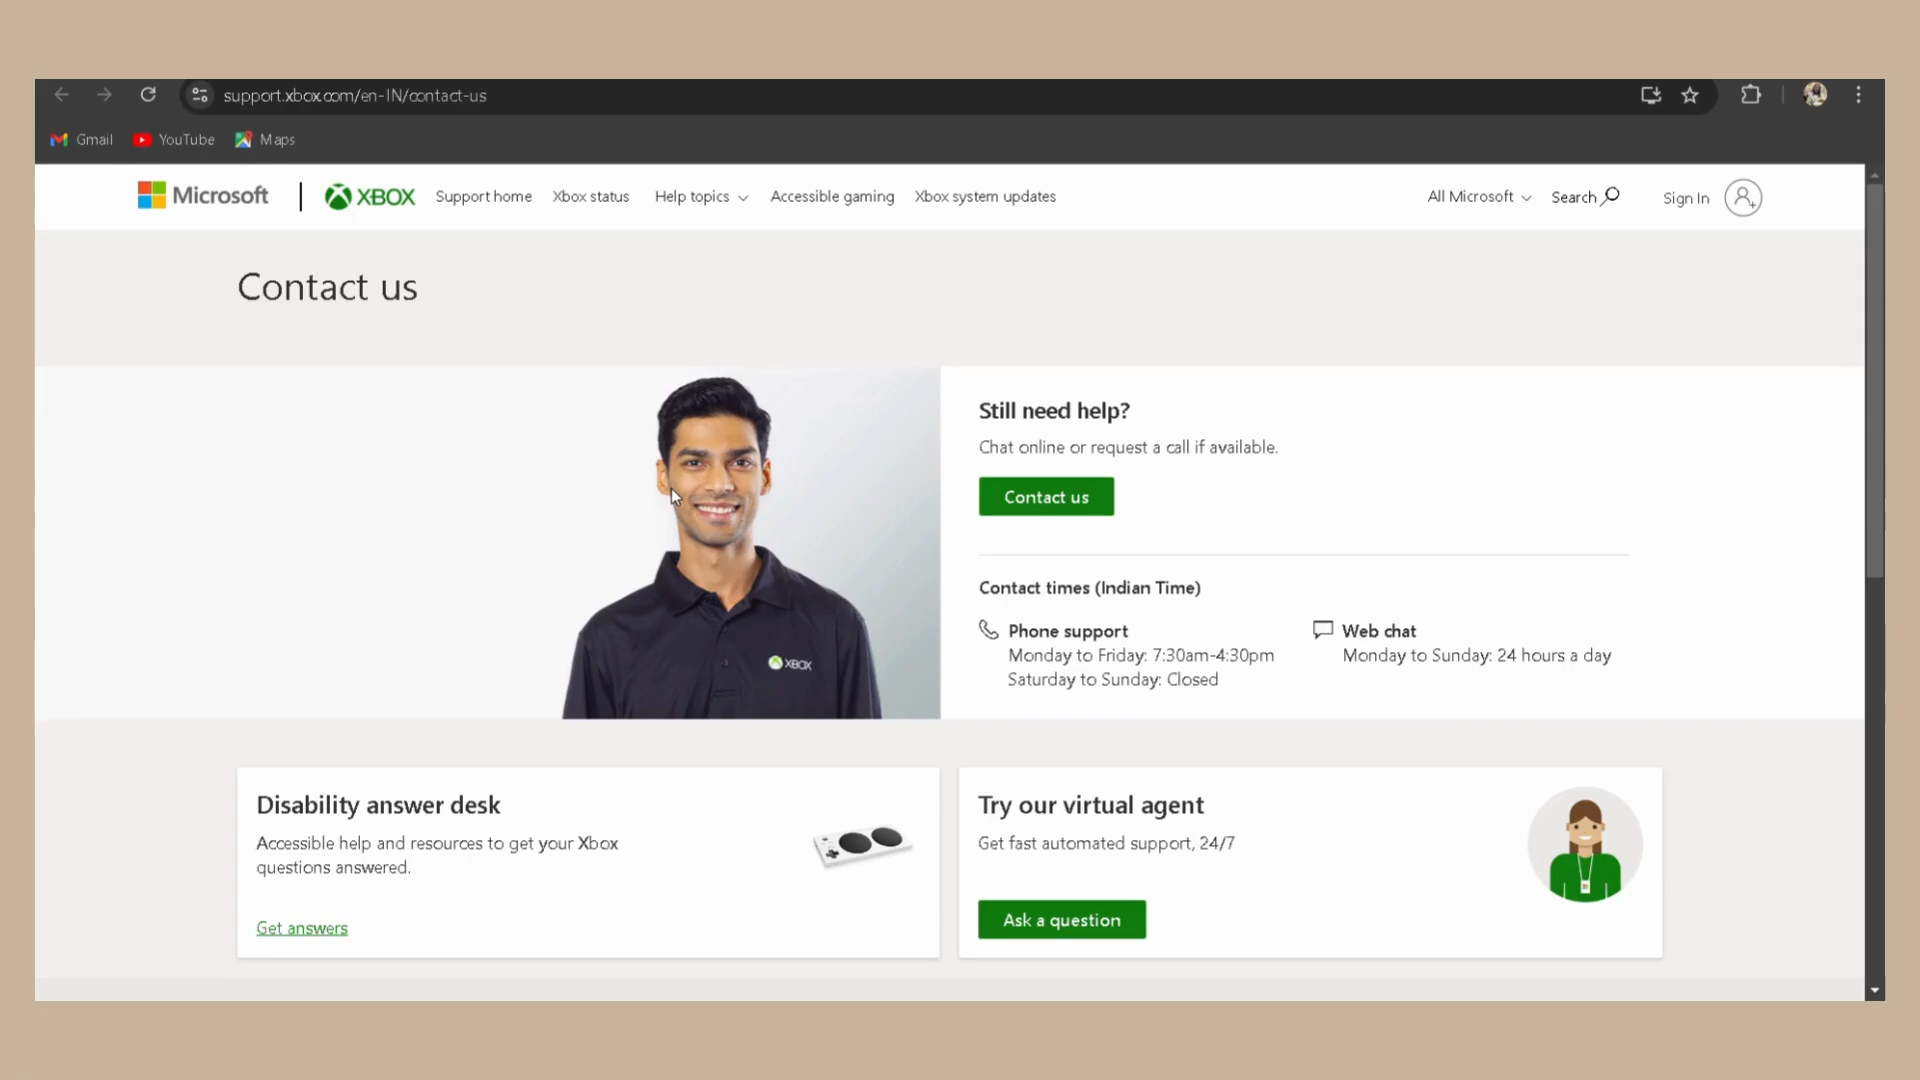 support.xbox.com/en-IN/contact-us
Gmail YouTube Maps
Microsoft XBOX Support home Xbox status Help topics Accessible gaming Xbox system updates All Microsoft Search Sign In
Contact us
Still need help?
Chat online or request a call if available.
Contact us
Contact times (Indian Time)
Phone support
Monday to Friday: 7:30am-4:30pm
Saturday to Sunday: Closed
Web chat
Monday to Sunday: 24 hours a day
XBOX
Disability answer desk
Accessible help and resources to get your Xbox
questions answered.
Get answers
Try our virtual agent
Get fast automated support, 24/7
Ask a question